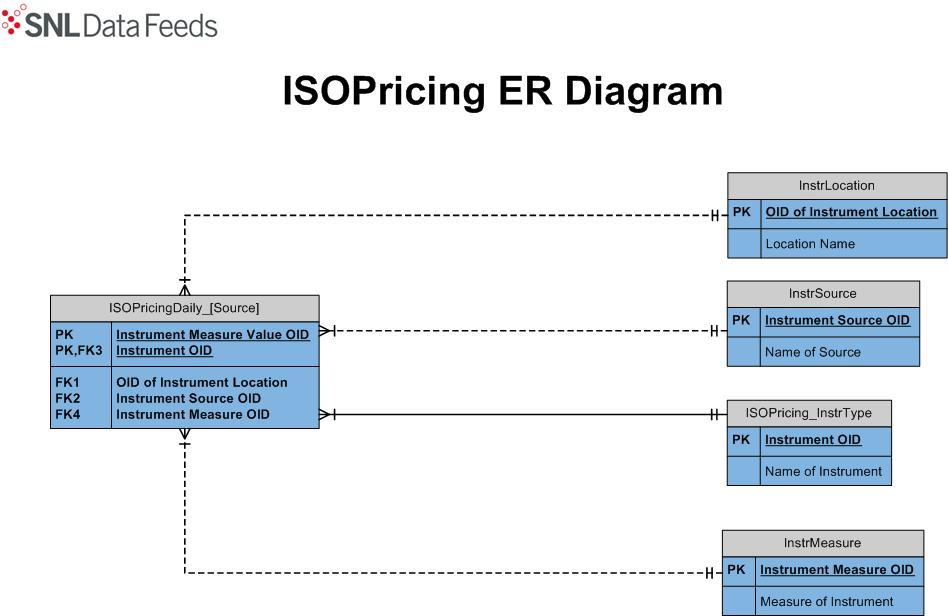 SNL Data Feeds
ISOPricing ER Diagram
InstrLocation
PK OID of Instrument Location
Location Name
ISOPricingDaily_[Source]
PK Instrument Measure Value OID
PK,FK3 Instrument OID
FK1 OID of Instrument Location
FK2 Instrument Source OID
FK4 Instrument Measure OID
InstrSource
PK Instrument Source OID
Name of Source
ISOPricing_InstrType
PK Instrument OID
Name of Instrument
InstrMeasure
PK Instrument Measure OID
Measure of Instrument